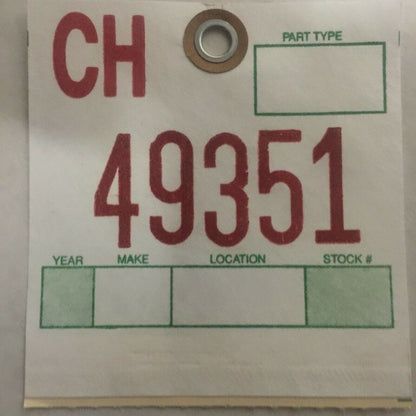 CH
PART TYPE
49351
YEAR MAKE LOCATION STOCK #